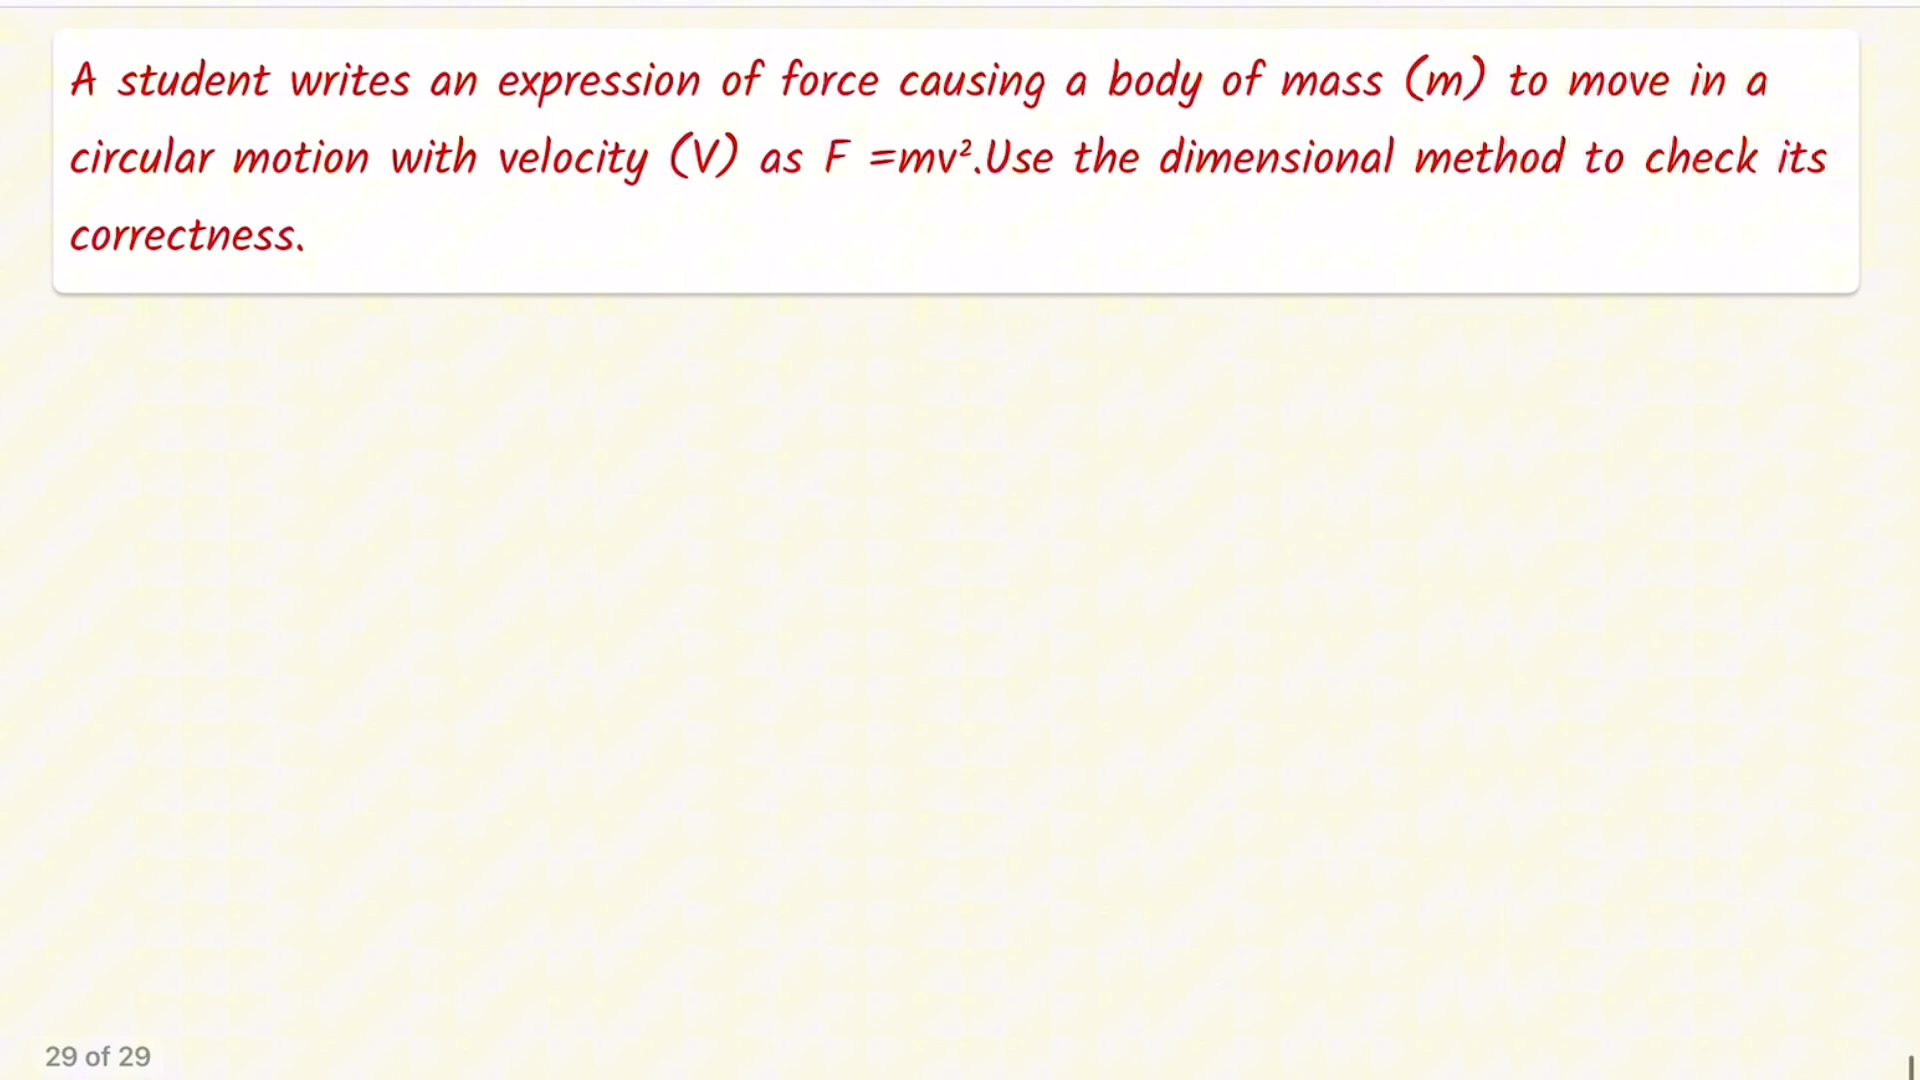 A student writes an expression of force causing a body of mass (m) to move in a
circular motion with velocity (V) as F =mv².Use the dimensional method to check its
correctness.
29 of 29